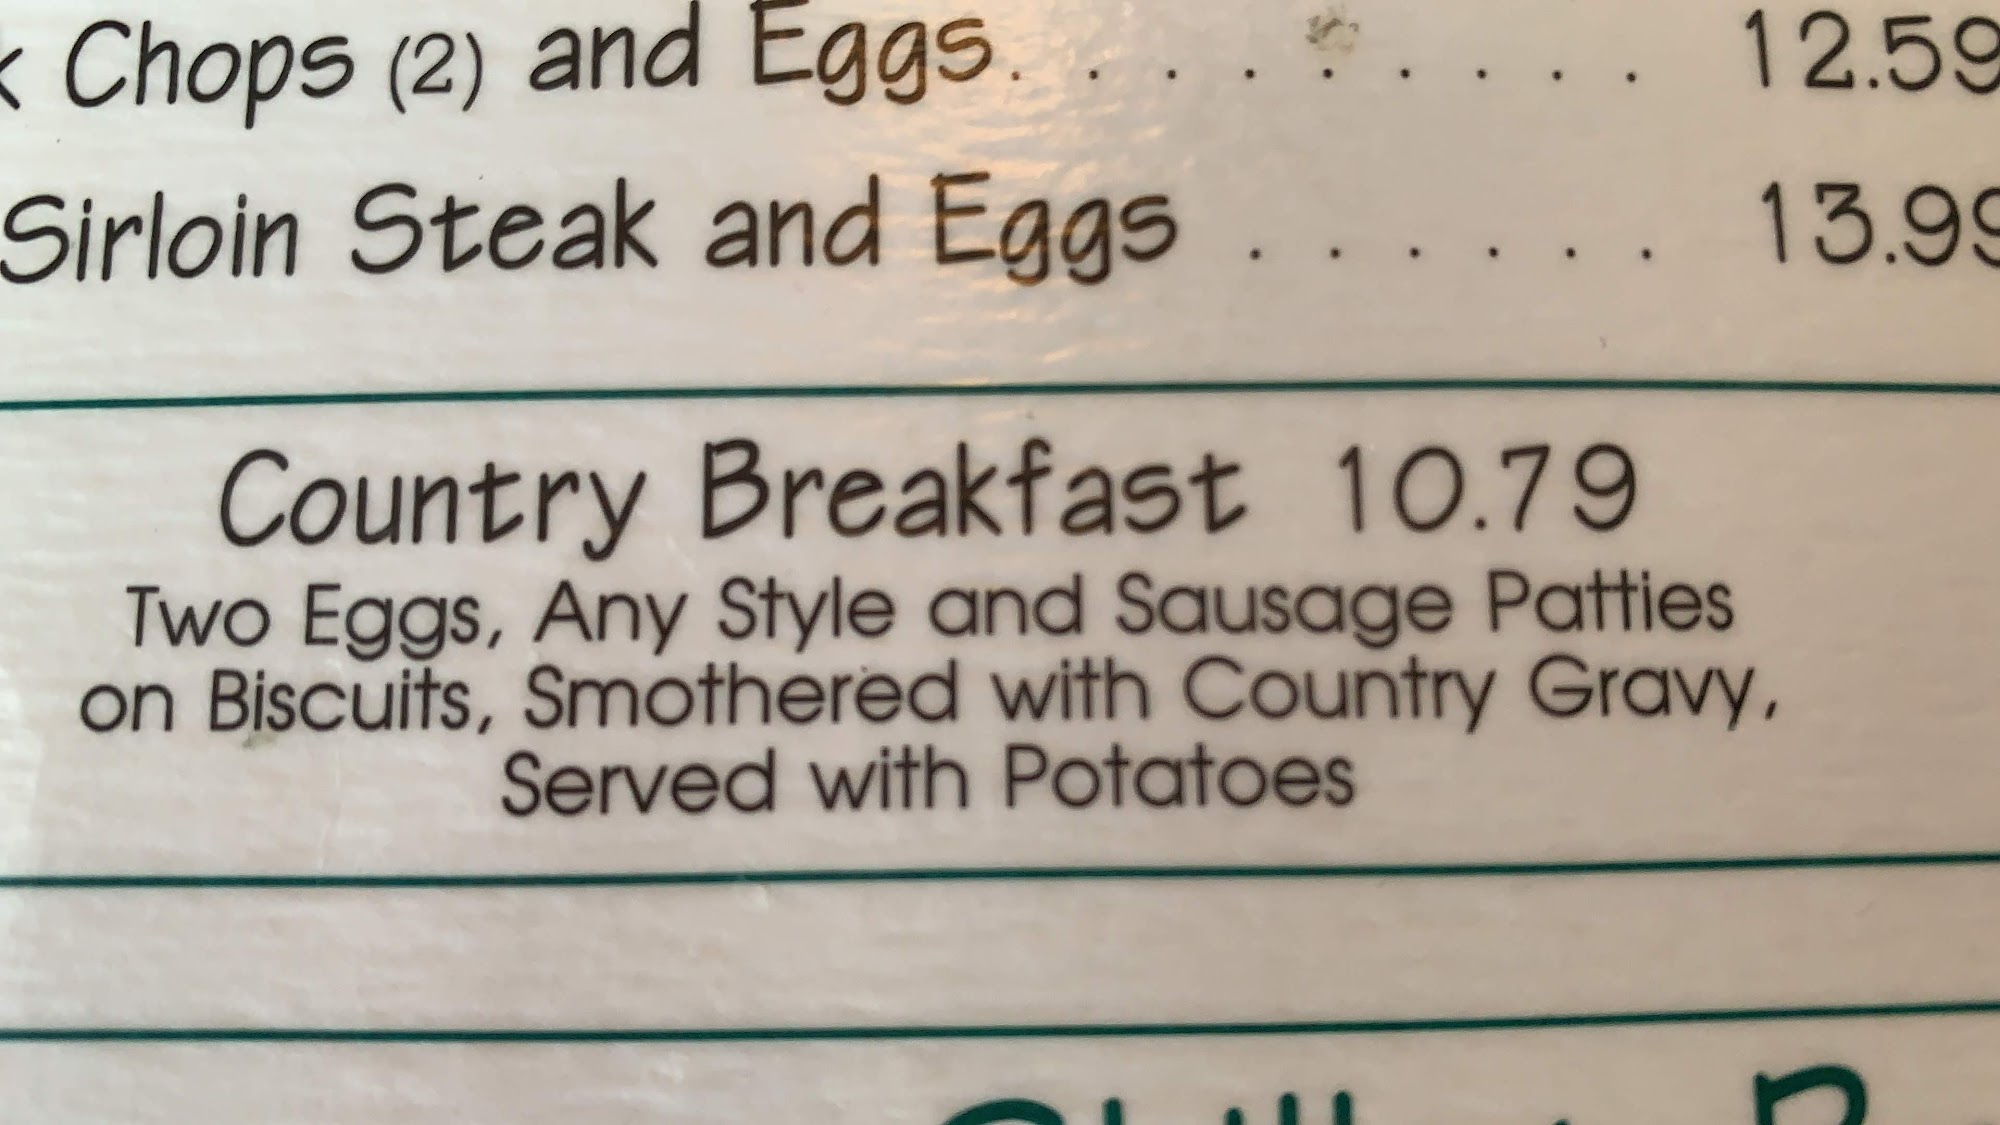 Chops (2) and Eggs. . . . . . . . . 12.59
Sirloin Steak and Eggs . . . . . . 13.99
Country Breakfast 10.79
Two Eggs, Any Style and Sausage Patties
on Biscuits, Smothered with Country Gravy,
Served with Potatoes